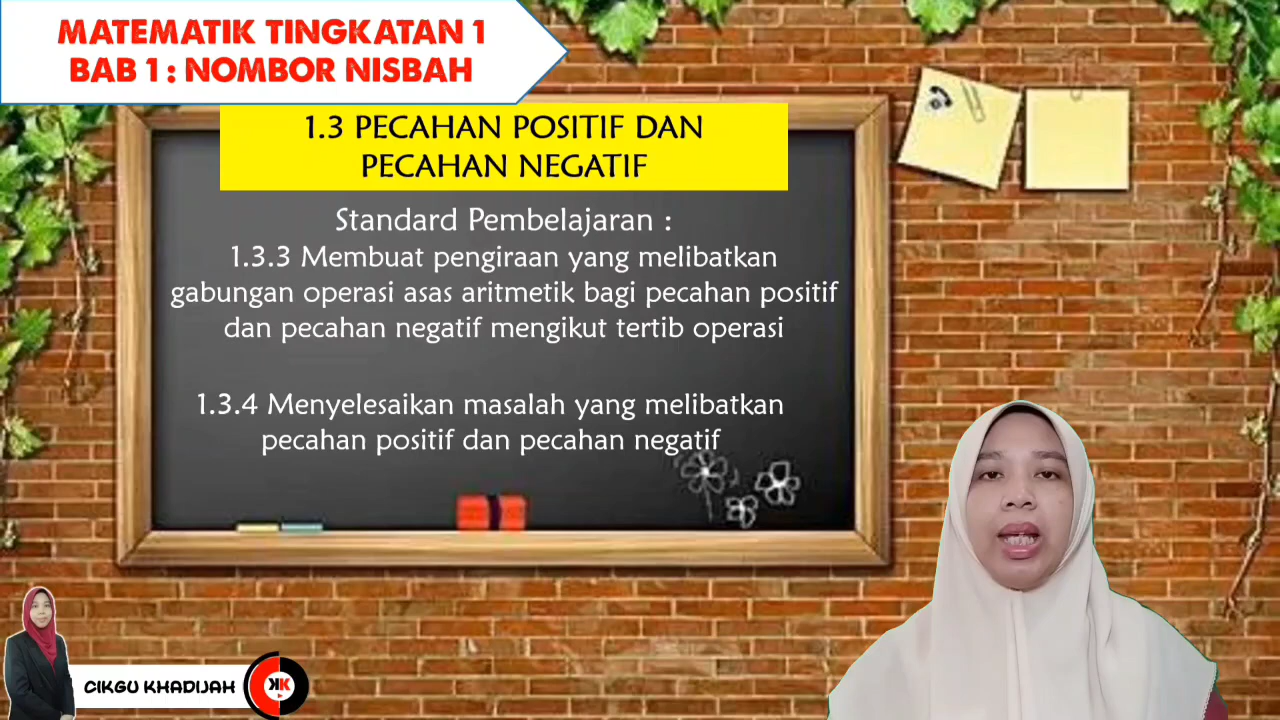 MATEMATIK TINGKATAN 1
BAB 1 : NOMBOR NISBAH
1.3 PECAHAN POSITIF DAN
PECAHAN NEGATIF
Standard Pembelajaran :
1.3.3 Membuat pengiraan yang melibatkan
gabungan operasi asas aritmetik bagi pecahan positif
dan pecahan negatif mengikut tertib operasi
1.3.4 Menyelesaikan masalah yang melibatkan
pecahan positif dan pecahan negatif
CIKGU KHADIJAH
KK